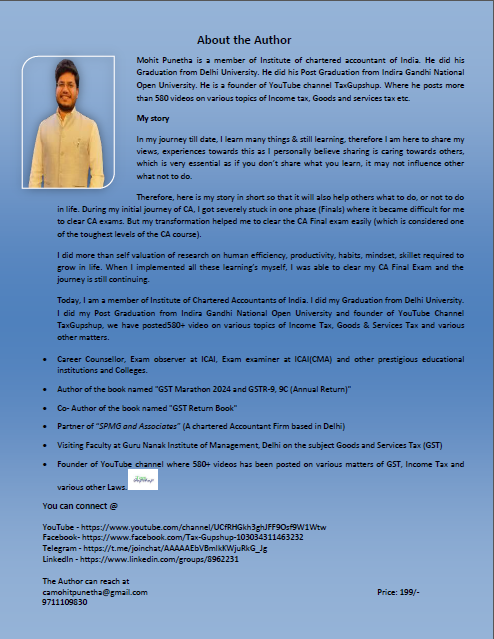 About the Author
Mohit Punetha is a member of Institute of chartered accountant of India. He did his
Graduation from Delhi University. He did his Post Graduation from Indira Gandhi National
Open University. He is a founder of YouTube channel TaxGupshup. Where he posts more
than 580 videos on various topics of Income tax, Goods and services tax etc.
My story
In my journey till date, I learn many things & still learning, therefore I am here to share my
views, experiences towards this as I personally believe sharing is caring towards others,
which is very essential as if you don't share what you learn, it may not influence other
what not to do.
Therefore, here is my story in short so that it will also help others what to do, or not to do
in life. During my initial journey of CA, I got severely stuck in one phase (Finals) where it became difficult for me
to clear CA exams. But my transformation helped me to clear the CA Final exam easily (which is considered one
of the toughest levels of the CA course).
I did more than self valuation of research on human efficiency, productivity, habits, mindset, skillet required to
grow in life. When I implemented all these learning's myself, I was able to clear my CA Final Exam and the
journey is still continuing.
Today, I am a member of Institute of Chartered Accountants of India. I did my Graduation from Delhi University.
I did my Post Graduation from Indira Gandhi National Open University and founder of YouTube Channel
TaxGupshup, we have posted580+ video on various topics of Income Tax, Goods & Services Tax and various
other matters.
• Career Counsellor, Exam observer at ICAI, Exam examiner at ICAI(CMA) and other prestigious educational
institutions and Colleges.
• Author of the book named "GST Marathon 2024 and GSTR-9, 9C (Annual Return)"
• Co- Author of the book named "GST Return Book"
• Partner of "SPMG and Associates" (A chartered Accountant Firm based in Delhi)
• Visiting Faculty at Guru Nanak Institute of Management, Delhi on the subject Goods and Services Tax (GST)
• Founder of YouTube channel where 580+ videos has been posted on various matters of GST, Income Tax and
various other Laws.
You can connect @
YouTube - https://www.youtube.com/channel/UCfRHGkh3ghJFF9Osf9W1Wtw
Facebook- https://www.facebook.com/Tax-Gupshup-103034311463232
Telegram - https://t.me/joinchat/AAAAAEbVBmIkKWjuRkG_Jg
LinkedIn - https://www.linkedin.com/groups/8962231
The Author can reach at
camohitpunetha@gmail.com Price: 199/-
9711109830